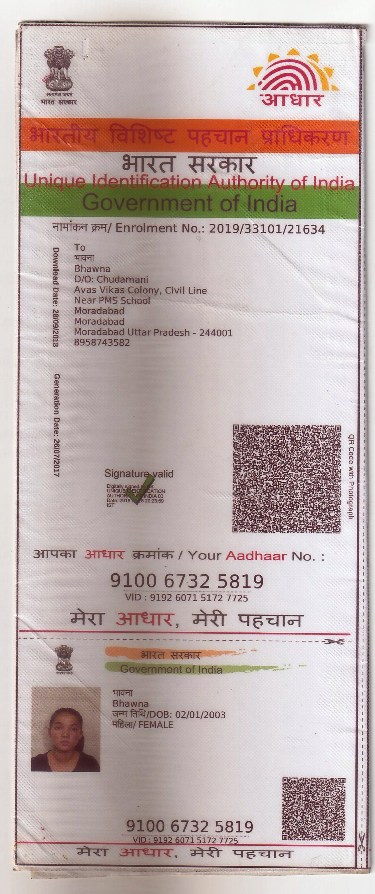 भारत सरकार
आधार
भारतीय विशिष्ट पहचान प्राधिकरण
भारत सरकार
Unique Identification Authority of India
Government of India
नामांकन क्रम/ Enrolment No.: 2019/33101/21634
To
भावना
Bhawna
D/O: Chudamani
Avas Vikas Colony, Civil Line
Near PMS School
Moradabad
Moradabad
Moradabad Uttar Pradesh - 244001
8958743582
Download Date: 28/09/2018
Generation Date: 26/07/2017
Signature valid
QR Code with Photograph
आपका आधार क्रमांक / Your Aadhaar No. :
9100 6732 5819
VID : 9192 6071 5172 7725
मेरा आधार, मेरी पहचान
भारत सरकार
Government of India
भावना
Bhawna
जन्म तिथि/DOB: 02/01/2003
महिला/ FEMALE
9100 6732 5819
VID : 9192 6071 5172 7725
मेरा आधार, मेरी पहचान